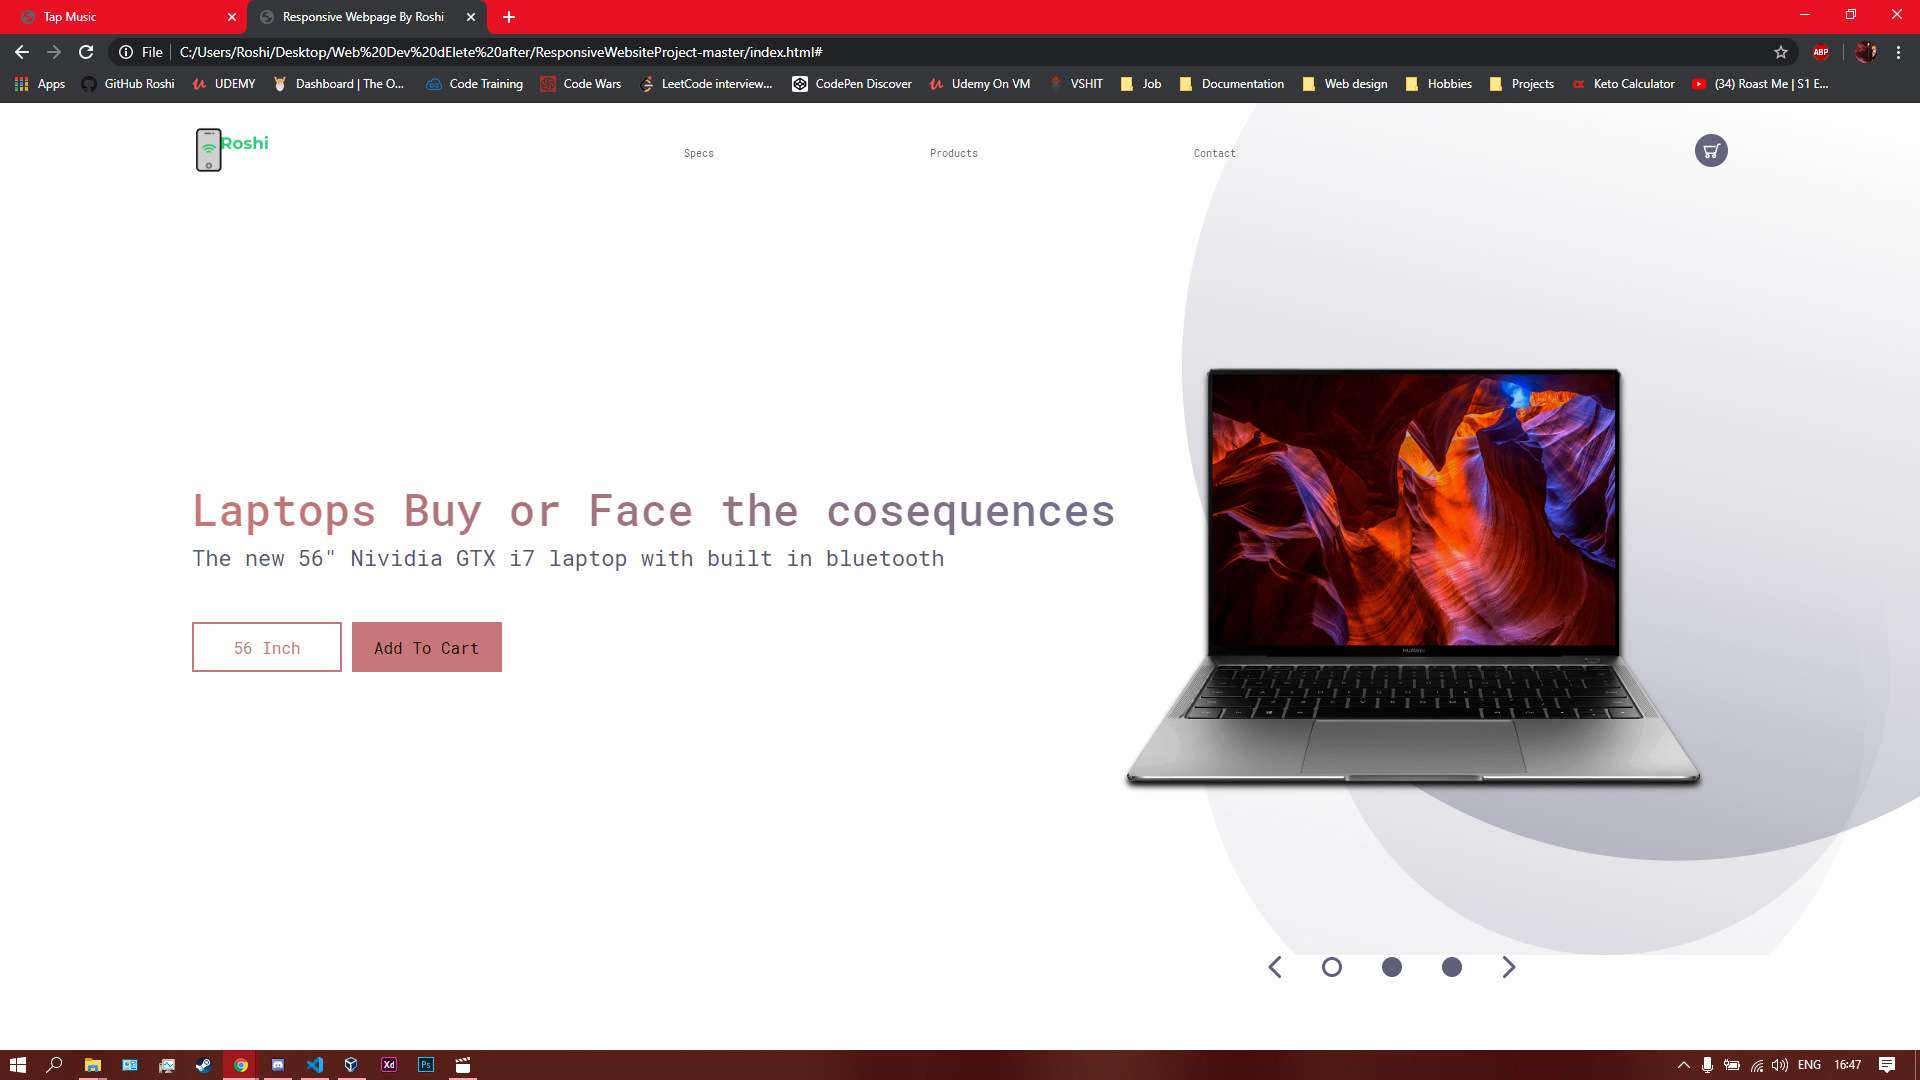 Tap Music
Responsive Webpage By Roshi
File
C:/Users/Roshi/Desktop/Web%20Dev%20dElete%20after/ResponsiveWebsiteProject-master/index.html#
ABP
Apps
GitHub Roshi
UDEMY
Dashboard | The O...
Code Training
Code Wars
LeetCode interview...
CodePen Discover
Udemy On VM
VSHIT
Job
Documentation
Web design
Hobbies
Projects
Keto Calculator
(34) Roast Me | S1 E...
Roshi
Specs
Products
Contact
Laptops Buy or Face the cosequences
The new 56" Nividia GTX i7 laptop with built in bluetooth
56 Inch
Add To Cart
HUAWEI
Xd
Ps
ENG
16:47